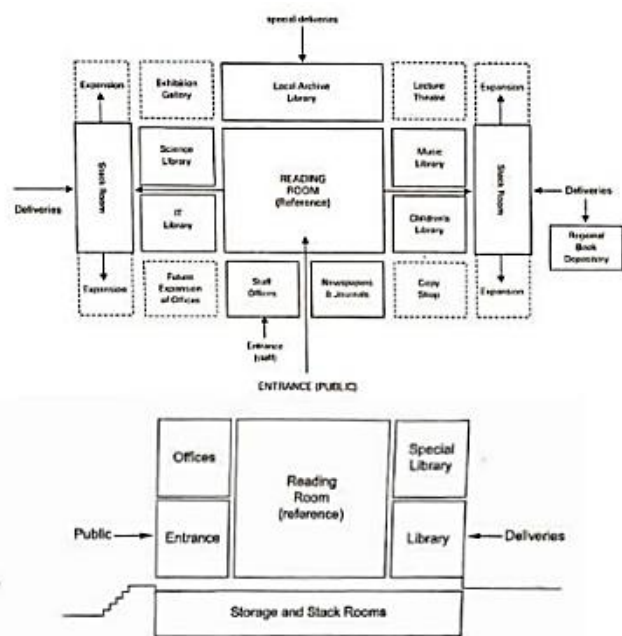 special deliveries
Expansion
Exhibition
Gallery
Local Archive
Library
Lecture
Theatre
Expansion
Stack Room
Science
Library
READING
ROOM
(Reference)
Music
Library
Stack Room
Deliveries
IT
Library
Children's
Library
Deliveries
Regional
Book
Depository
Expansion
Future
Expansion
of Offices
Staff
Offices
Newspapers
& Journals
Copy
Shop
Expansion
Entrance
(staff)
ENTRANCE (PUBLIC)
Offices
Reading
Room
(reference)
Special
Library
Public
Entrance
Library
Deliveries
Storage and Stack Rooms